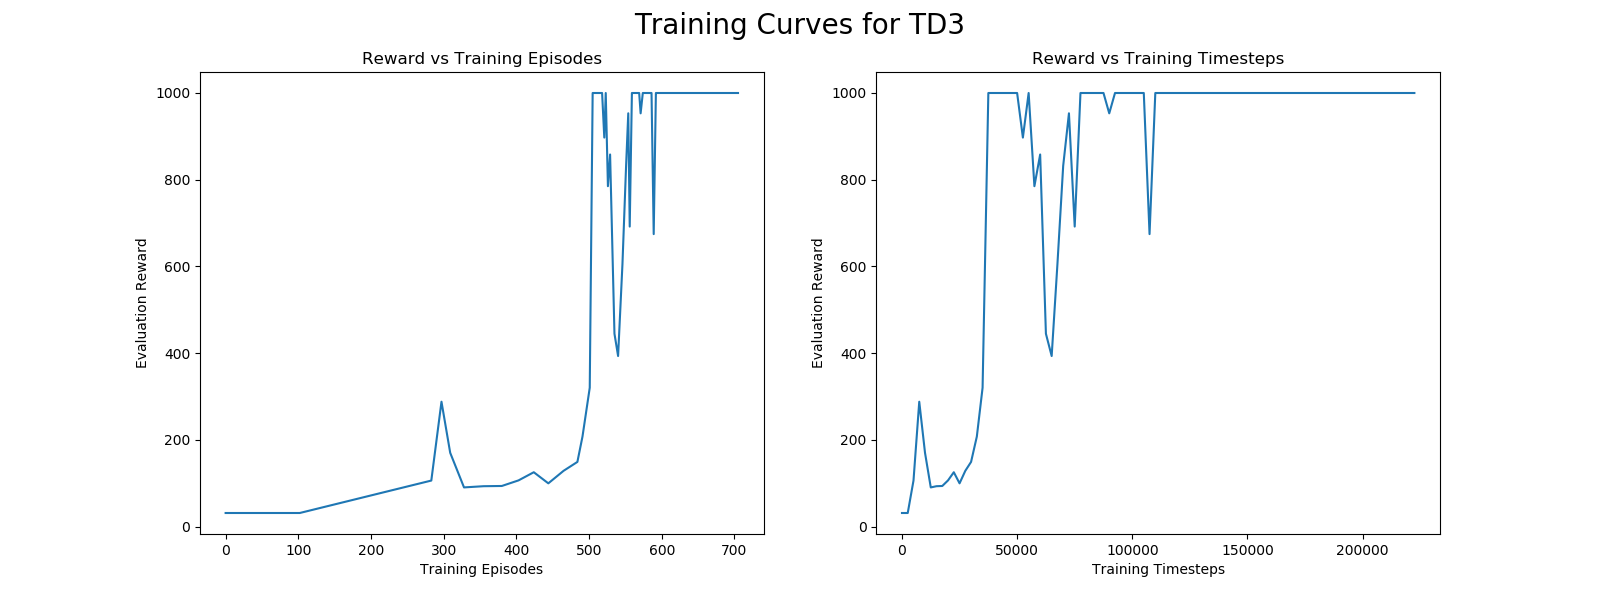 Training Curves for TD3
Reward vs Training Episodes
1000
800
600
400
200
0
Evaluation Reward
0 100 200 300 400 500 600 700
Training Episodes
Reward vs Training Timesteps
1000
800
600
400
200
0
Evaluation Reward
0 50000 100000 150000 200000
Training Timesteps